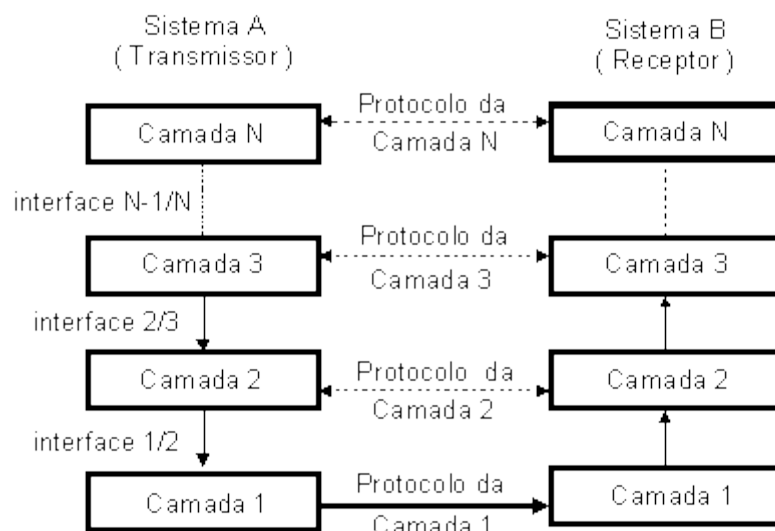 Sistema A
( Transmissor )
Sistema B
( Receptor )
Camada N
Protocolo da
Camada N
Camada N
interface N-1/N
Camada 3
Protocolo da
Camada 3
Camada 3
interface 2/3
Camada 2
Protocolo da
Camada 2
Camada 2
interface 1/2
Camada 1
Protocolo da
Camada 1
Camada 1